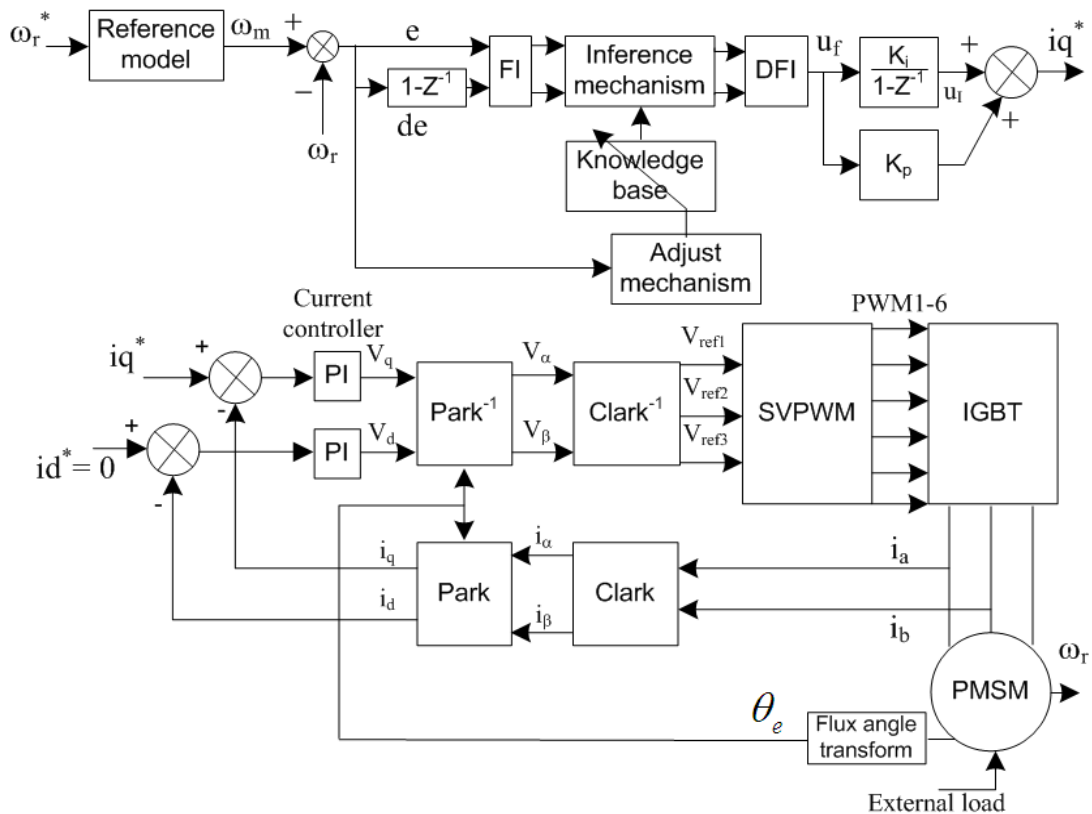 ωr*
Reference model
ωm
+
−
ωr
e
1-Z⁻¹
de
FI
Inference mechanism
Knowledge base
Adjust mechanism
DFI
uf
Ki
1-Z⁻¹
uI
Kp
+
+
iq*
Current controller
iq*
+
-
PI
Vq
id*= 0
+
-
PI
Vd
Park⁻¹
Vα
Vβ
Clark⁻¹
Vref1
Vref2
Vref3
SVPWM
PWM1-6
IGBT
iq
id
Park
iα
iβ
Clark
ia
ib
PMSM
ωr
θe
Flux angle transform
External load